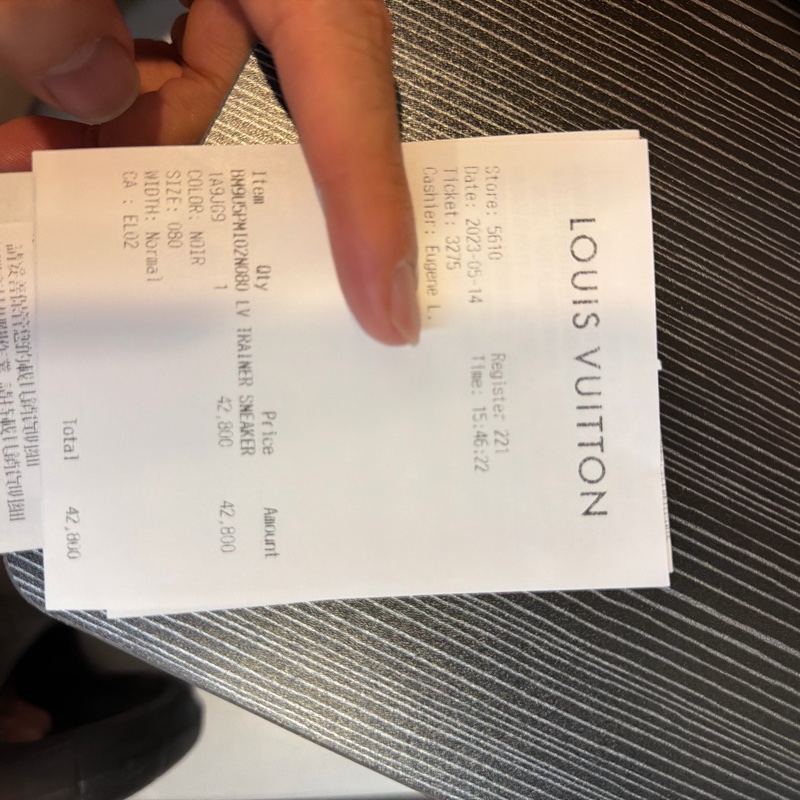 LOUIS VUITTON
Store: 5610 Register 221
Date: 2023-05-14 Time: 15:46:22
Ticket: 3275
Cashier: Eugene L.
Item Qty Price Amount
LV TRAINER SNEAKER
1A9JG9 1 42,800 42,800
COLOR: NOIR
SIZE: 080
WIDTH: Normal
CA : EL02
Total 42,800